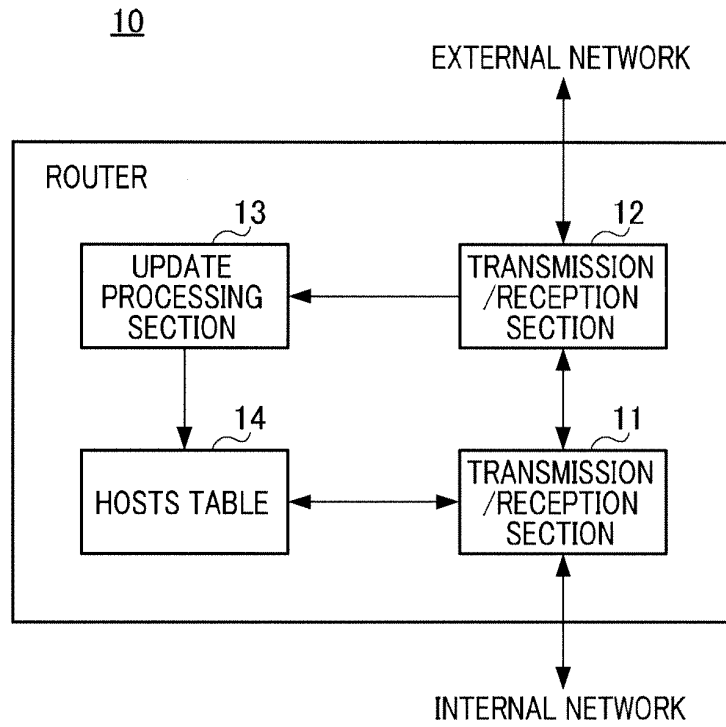 10
EXTERNAL NETWORK
ROUTER
13
UPDATE
PROCESSING
SECTION
12
TRANSMISSION
/RECEPTION
SECTION
14
HOSTS TABLE
11
TRANSMISSION
/RECEPTION
SECTION
INTERNAL NETWORK